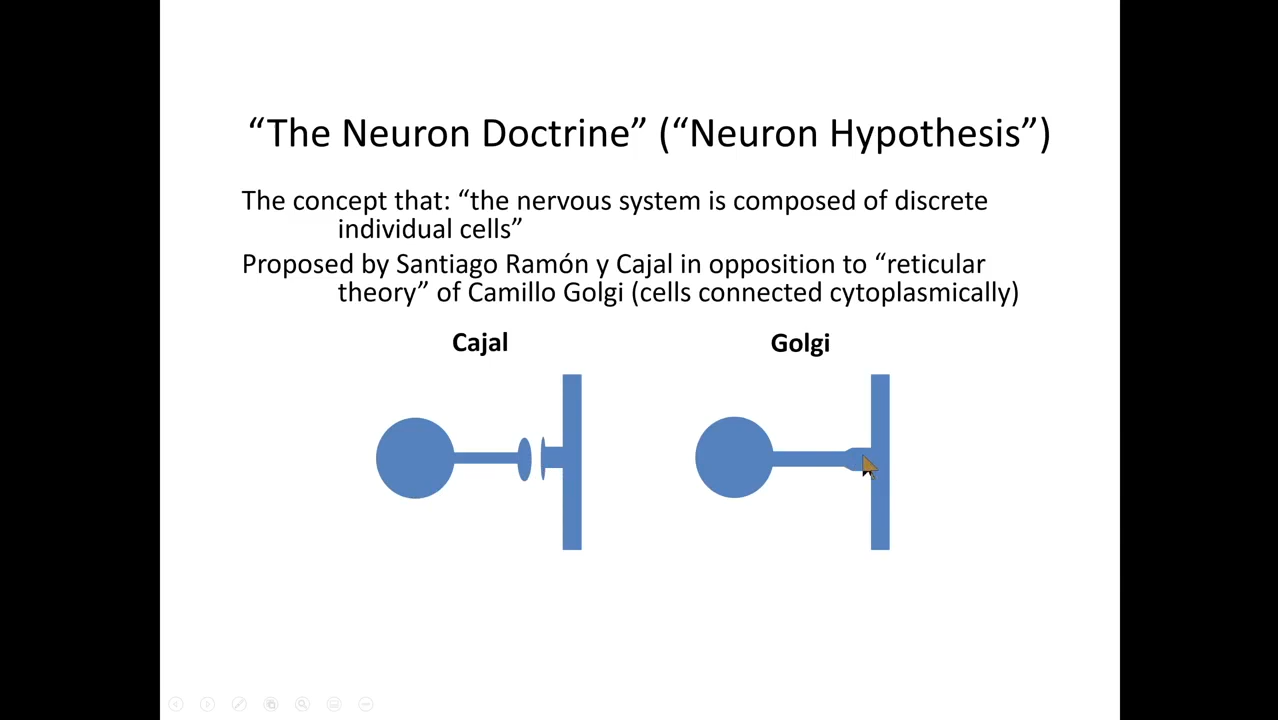 “The Neuron Doctrine” (“Neuron Hypothesis”)
The concept that: “the nervous system is composed of discrete
individual cells”
Proposed by Santiago Ramón y Cajal in opposition to “reticular
theory” of Camillo Golgi (cells connected cytoplasmically)
Cajal
Golgi